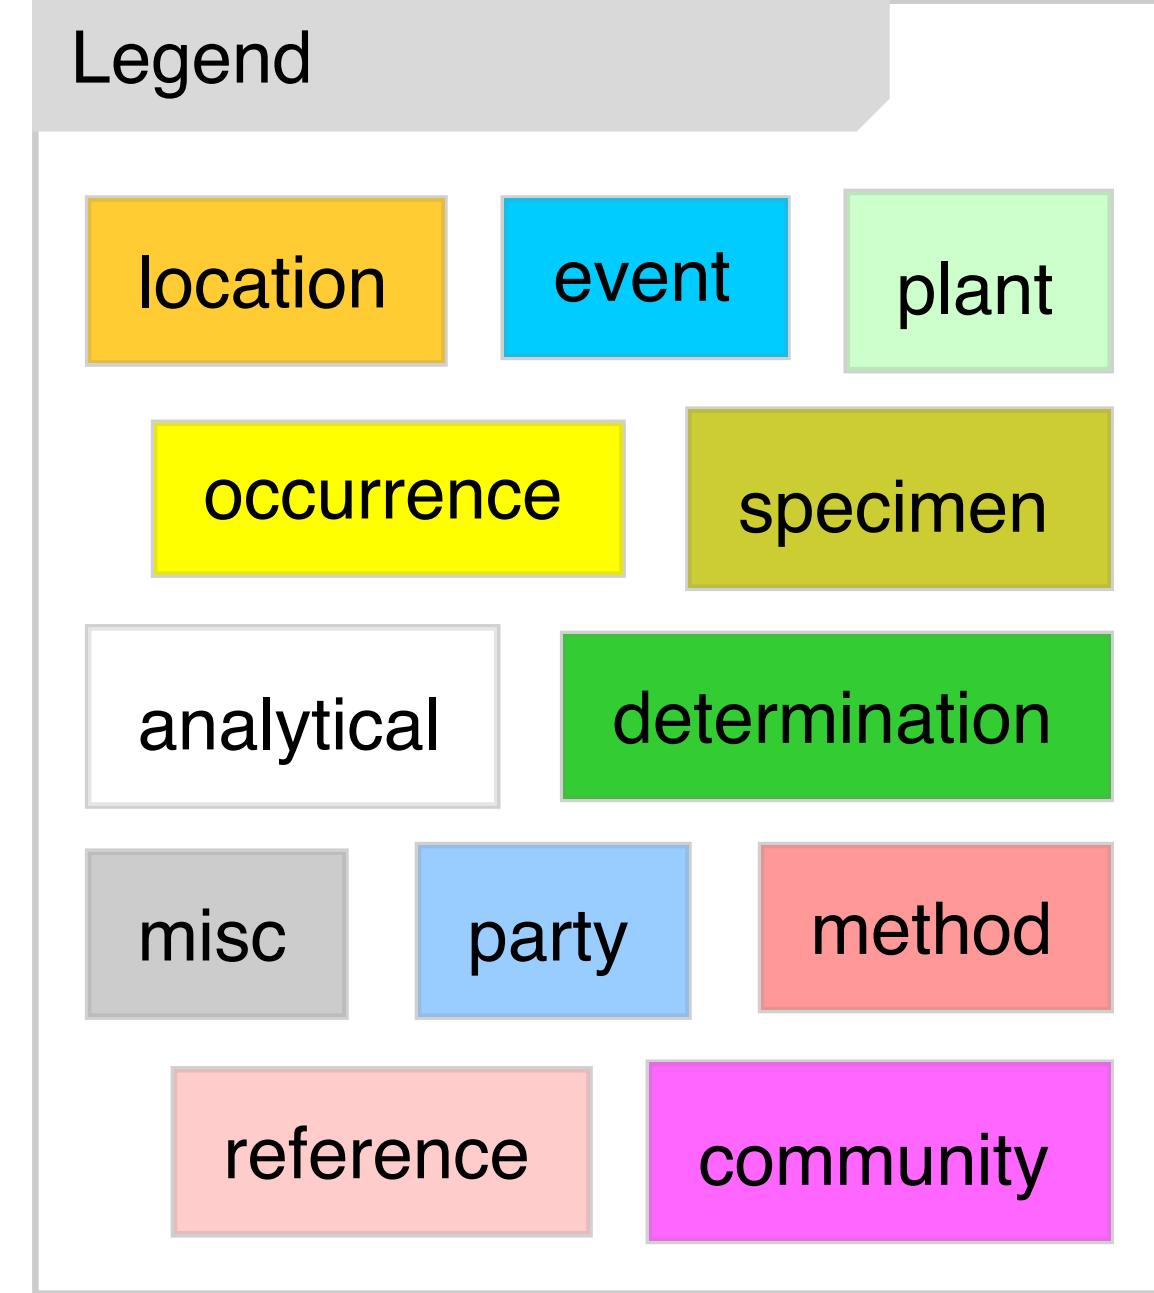 Legend
location
event
plant
occurrence
specimen
analytical
determination
misc
party
method
reference
community